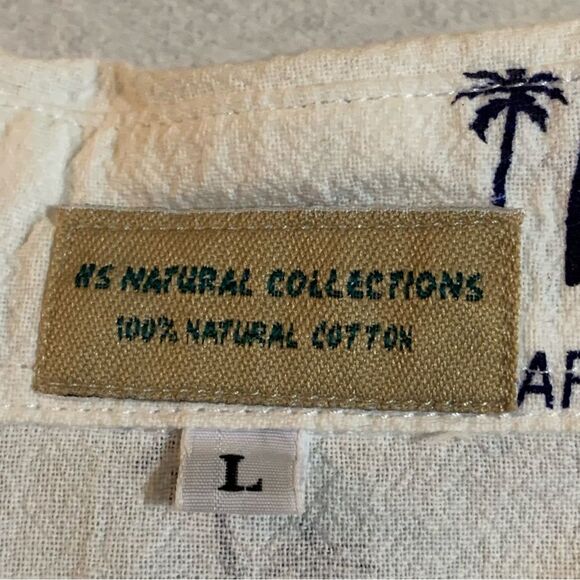 HS NATURAL COLLECTIONS
100% NATURAL COTTON
L